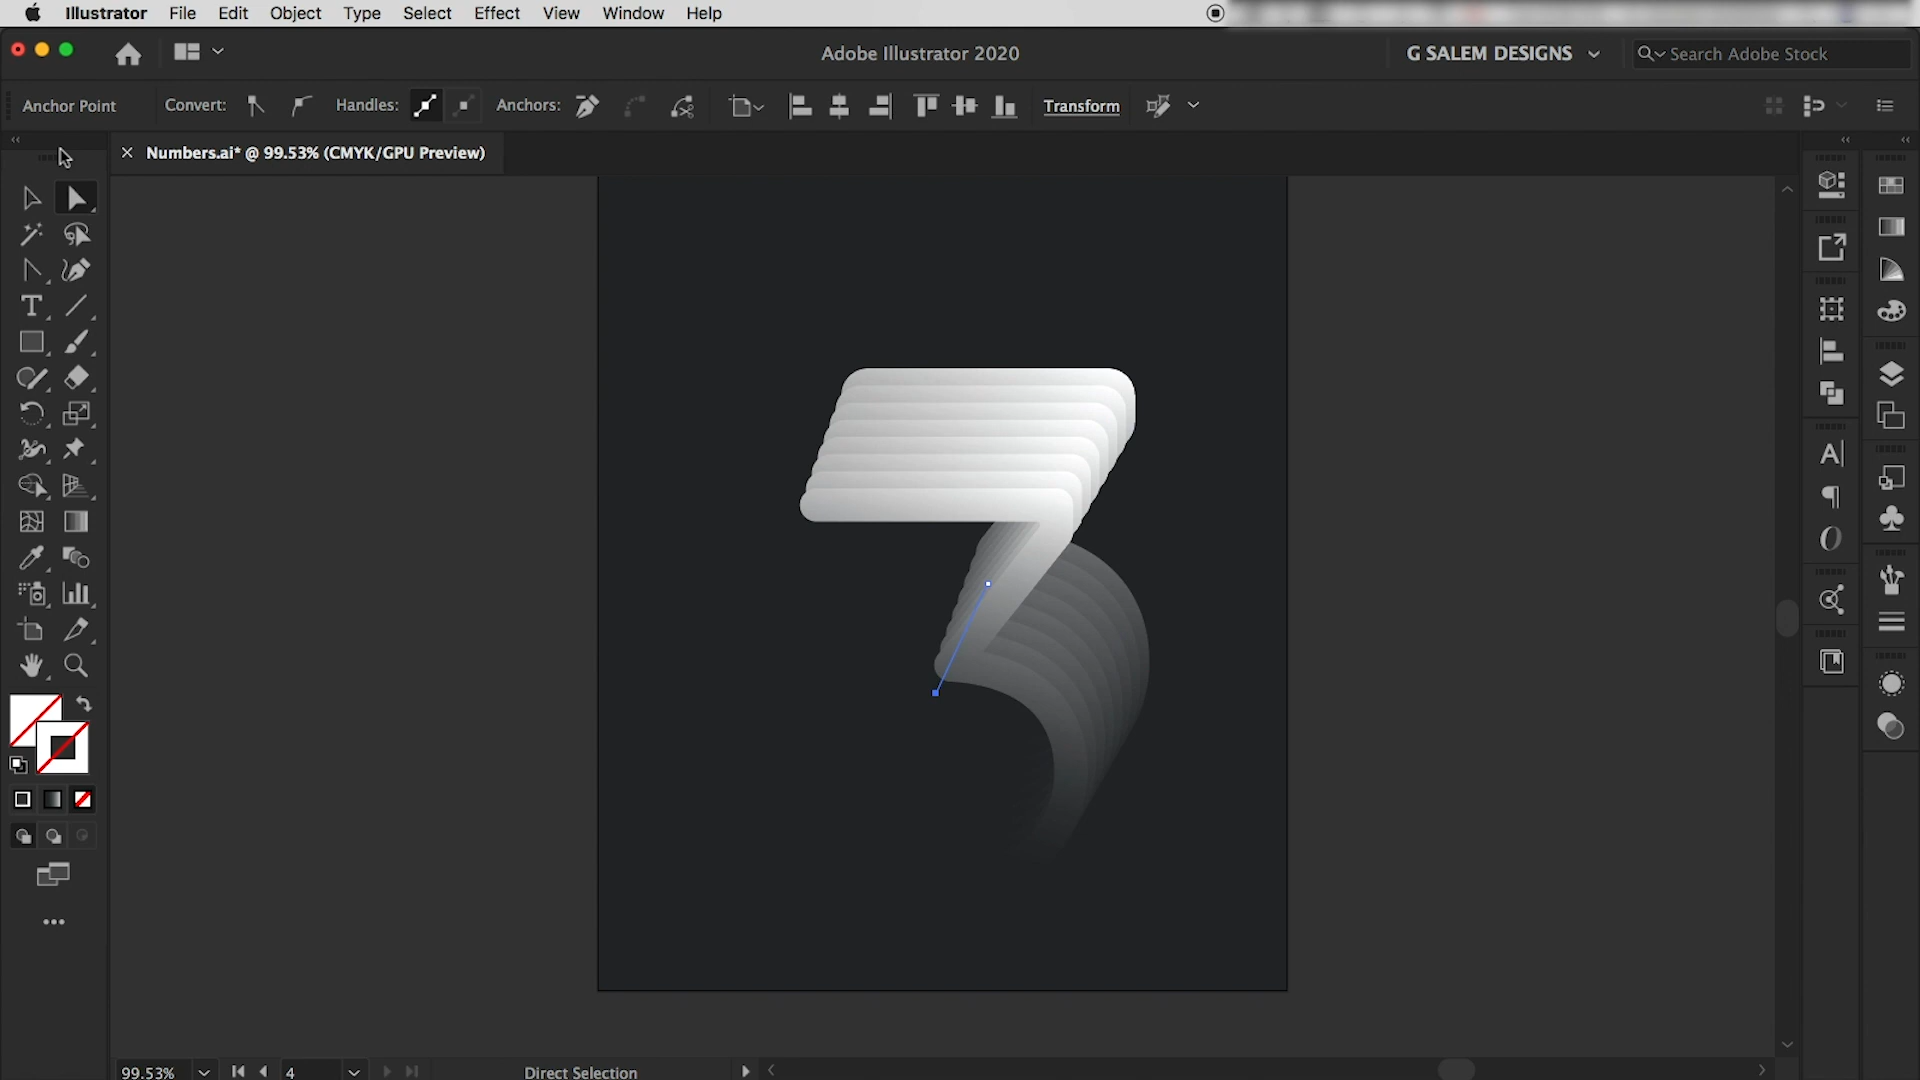 Illustrator File Edit Object Type Select Effect View Window Help
Adobe Illustrator 2020
G SALEM DESIGNS
Search Adobe Stock
Anchor Point Convert: Handles: Anchors: Transform
Numbers.ai* @ 99.53% (CMYK/GPU Preview)
99.53% 4 Direct Selection